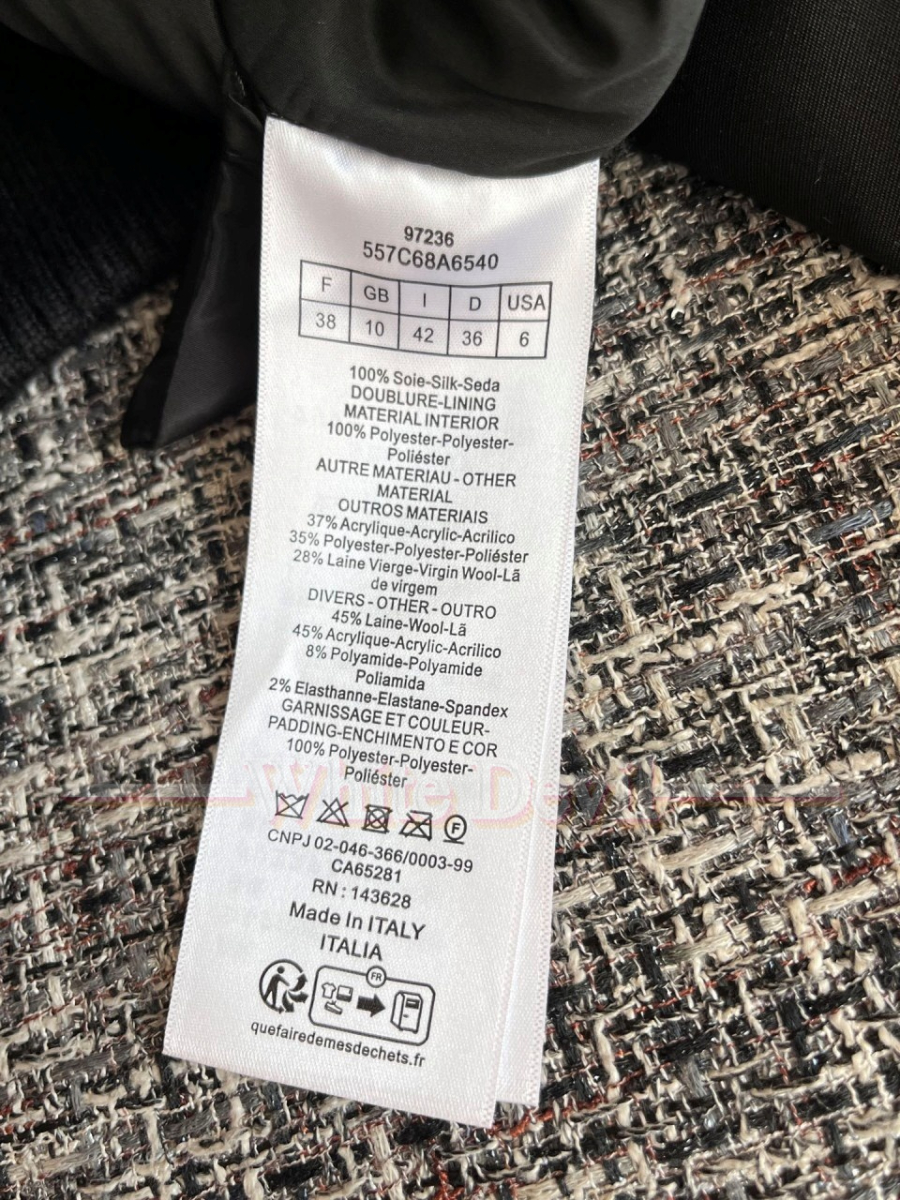 97236
557C68A6540
F GB I D USA
38 10 42 36 6
100% Soie-Silk-Seda
DOUBLURE-LINING
MATERIAL INTERIOR
100% Polyester-Polyester-
Poliéster
AUTRE MATERIAU - OTHER
MATERIAL
OUTROS MATERIAIS
37% Acrylique-Acrylic-Acrilico
35% Polyester-Polyester-Poliéster
28% Laine Vierge-Virgin Wool-Lã
de virgem
DIVERS - OTHER - OUTRO
45% Laine-Wool-Lã
45% Acrylique-Acrylic-Acrilico
8% Polyamide-Polyamide
Poliamida
2% Elasthanne-Elastane-Spandex
GARNISSAGE ET COULEUR-
PADDING-ENCHIMENTO E COR
100% Polyester-Polyester-
Poliéster
White Devil
F
CNPJ 02-046-366/0003-99
CA65281
RN : 143628
Made In ITALY
ITALIA
FR
quefairedemesdechets.fr